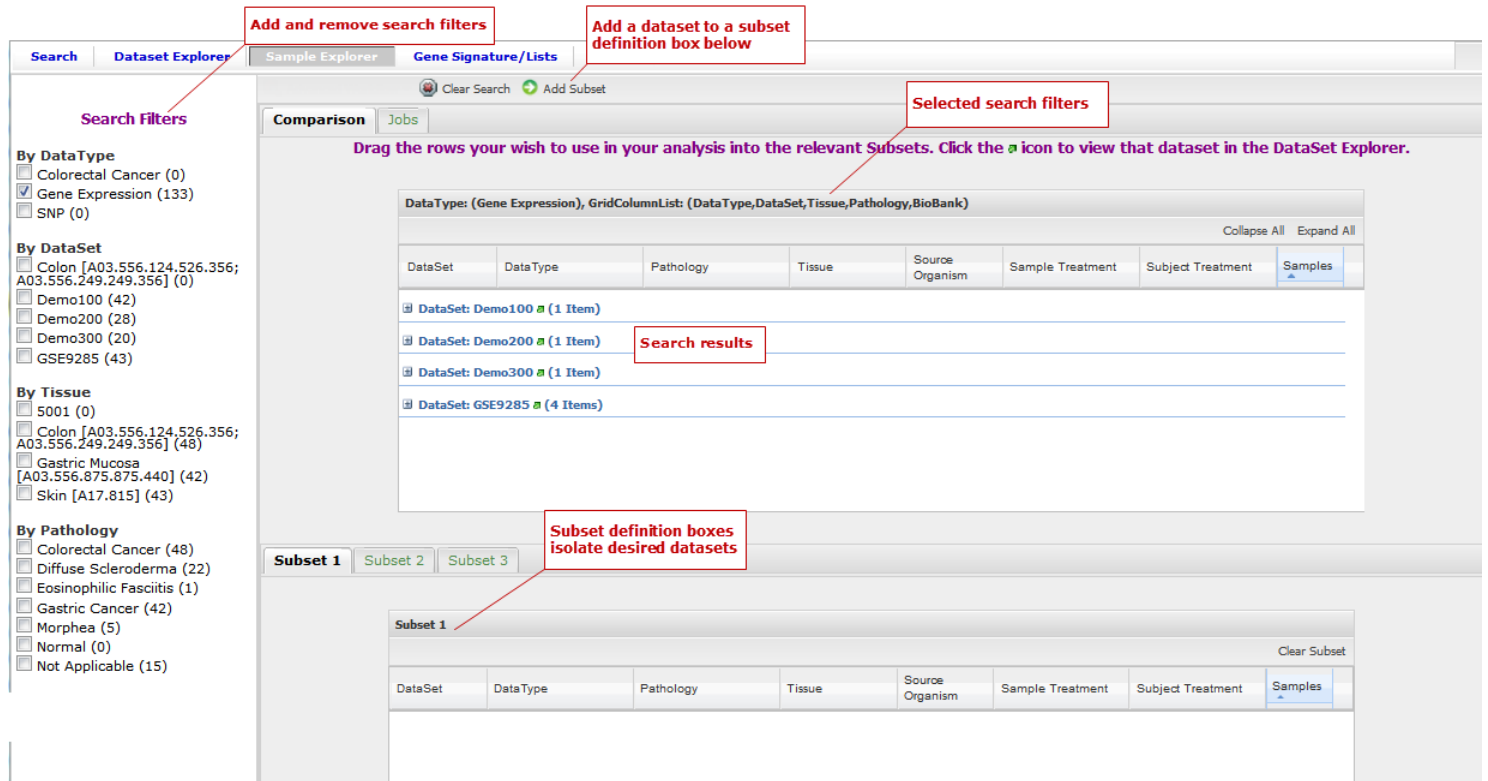 Add and remove search filters
Add a dataset to a subset
definition box below
Search Dataset Explorer Sample Explorer Gene Signature/Lists
Clear Search Add Subset
Selected search filters
Search Filters
Comparison Jobs
Drag the rows your wish to use in your analysis into the relevant Subsets. Click the icon to view that dataset in the DataSet Explorer.
By DataType
Colorectal Cancer (0)
Gene Expression (133)
SNP (0)
By DataSet
Colon [A03.556.124.526.356;
A03.556.249.249.356] (0)
Demo100 (42)
Demo200 (28)
Demo300 (20)
GSE9285 (43)
By Tissue
5001 (0)
Colon [A03.556.124.526.356;
A03.556.249.249.356] (48)
Gastric Mucosa
[A03.556.875.875.440] (42)
Skin [A17.815] (43)
By Pathology
Colorectal Cancer (48)
Diffuse Scleroderma (22)
Eosinophilic Fasciitis (1)
Gastric Cancer (42)
Morphea (5)
Normal (0)
Not Applicable (15)
DataType: (Gene Expression), GridColumnList: (DataType,DataSet,Tissue,Pathology,BioBank)
Collapse All Expand All
DataSet DataType Pathology Tissue Source Organism Sample Treatment Subject Treatment Samples
DataSet: Demo100 (1 Item)
DataSet: Demo200 (1 Item)
Search results
DataSet: Demo300 (1 Item)
DataSet: GSE9285 (4 Items)
Subset definition boxes
isolate desired datasets
Subset 1 Subset 2 Subset 3
Subset 1
Clear Subset
DataSet DataType Pathology Tissue Source Organism Sample Treatment Subject Treatment Samples